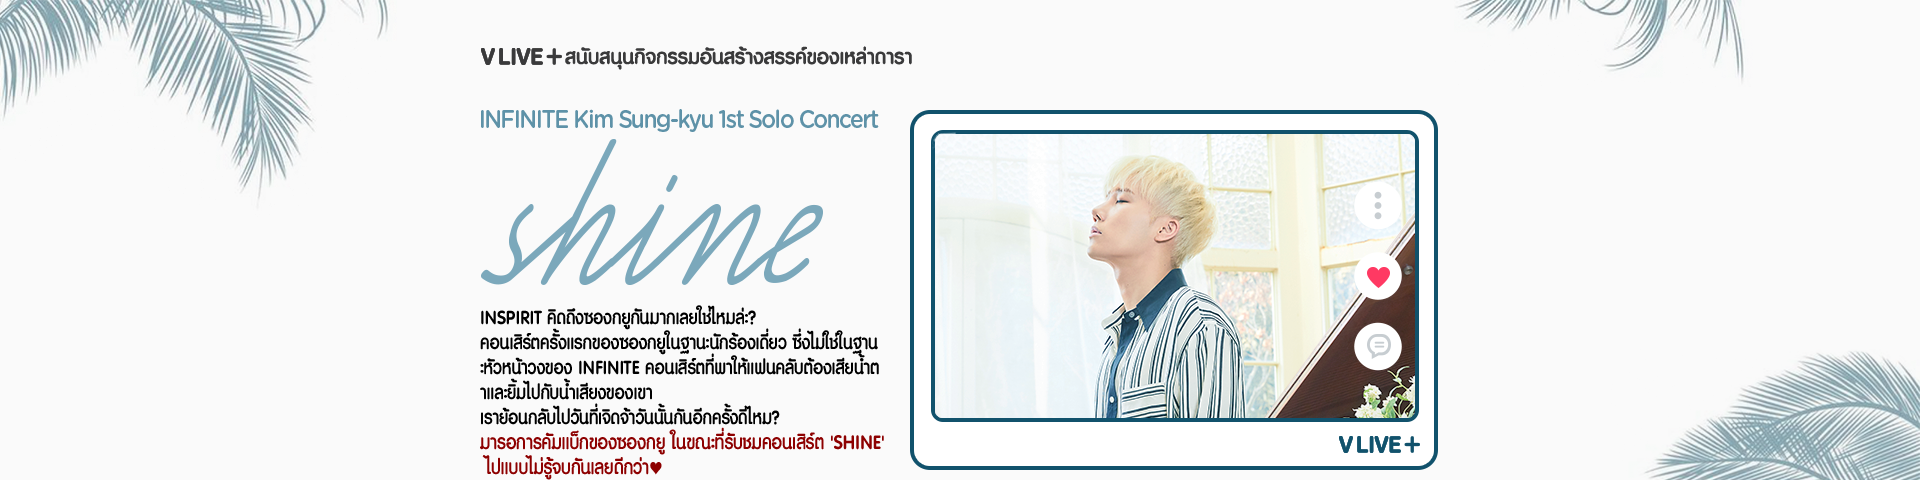 V LIVE+สนับสนุนกิจกรรมอันสร้างสรรค์ของเหล่าดารา
INFINITE Kim Sung-kyu 1st Solo Concert
shine
INSPIRIT คิดถึงซองกยูกันมากเลยใช่ไหมล่ะ?
คอนเสิร์ตครั้งแรกของซองกยูในฐานะนักร้องเดี่ยว ซึ่งไม่ใช่ในฐาน
ะหัวหน้าวงของ INFINITE คอนเสิร์ตที่พาให้แฟนคลับต้องเสียน้ำต
าและยิ้มไปกับน้ำเสียงของเขา
เราย้อนกลับไปวันที่เจิดจ้าวันนั้นกันอีกครั้งดีไหม?
มารอการคัมแบ็กของซองกยู ในขณะที่รับชมคอนเสิร์ต 'SHINE'
ไปแบบไม่รู้จบกันเลยดีกว่า♥
V LIVE+